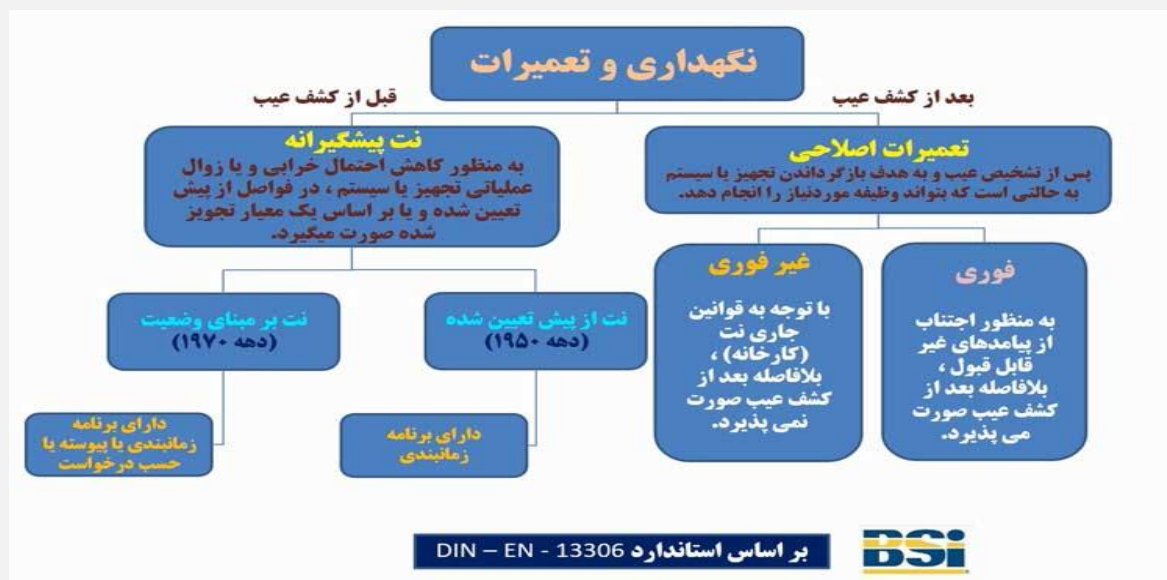 نگهداری و تعمیرات
بعد از کشف عیب
قبل از کشف عیب
تعمیرات اصلاحی
پس از تشخیص عیب و به هدف بازگرداندن تجهیز یا سیستم
به حالتی است که بتواند وظیفه موردنیاز را انجام دهد.
نت پیشگیرانه
به منظور کاهش احتمال خرابی و یا زوال
عملیاتی تجهیز یا سیستم ، در فواصل از پیش
تعیین شده و یا بر اساس یک معیار تجویز
شده صورت میگیرد.
فوری
به منظور اجتناب
از پیامدهای غیر
قابل قبول ،
بلافاصله بعد از
کشف عیب صورت
می پذیرد.
غیر فوری
با توجه به قوانین
جاری نت
(کارخانه) ،
بلافاصله بعد از
کشف عیب صورت
نمی پذیرد.
نت از پیش تعیین شده
(دهه ۱۹۵۰)
نت بر مبنای وضعیت
(دهه ۱۹۷۰)
دارای برنامه
زمانبندی
دارای برنامه
زمانبندی یا پیوسته یا
حسب درخواست
بر اساس استاندارد DIN – EN - 13306
BSi